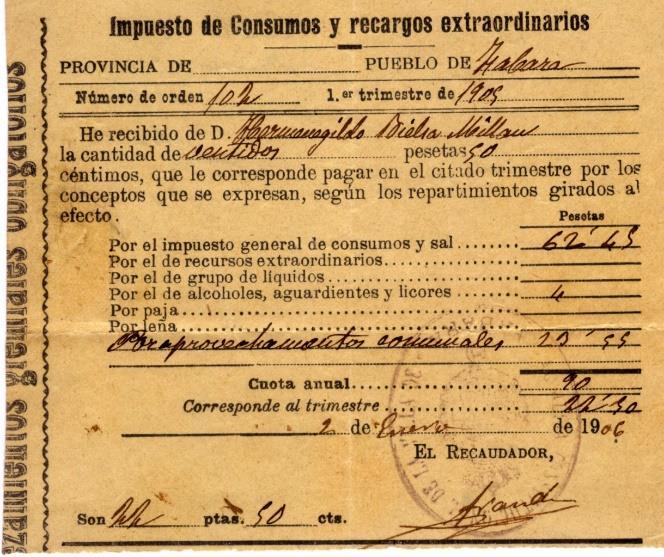 Impuesto de Consumos y recargos extraordinarios
PROVINCIA DE PUEBLO DE Zabara
Número de orden 102 1.er trimestre de 1905
He recibido de D. Hermenegildo Bielsa Millan
la cantidad de ventidos pesetas 50
céntimos, que le corresponde pagar en el citado trimestre por los
conceptos que se expresan, según los repartimientos girados al
efecto.
Pesetas
Por el impuesto general de consumos y sal 62'45
Por el de recursos extraordinarios
Por el de grupo de líquidos
Por el de alcoholes, aguardientes y licores 4
Por paja
Por leña
Por aprovechamientos comunales 23'55
Cuota anual 90
Corresponde al trimestre 22'50
2 de Enero de 1906
EL RECAUDADOR,
Son 22 ptas. 50 cts.